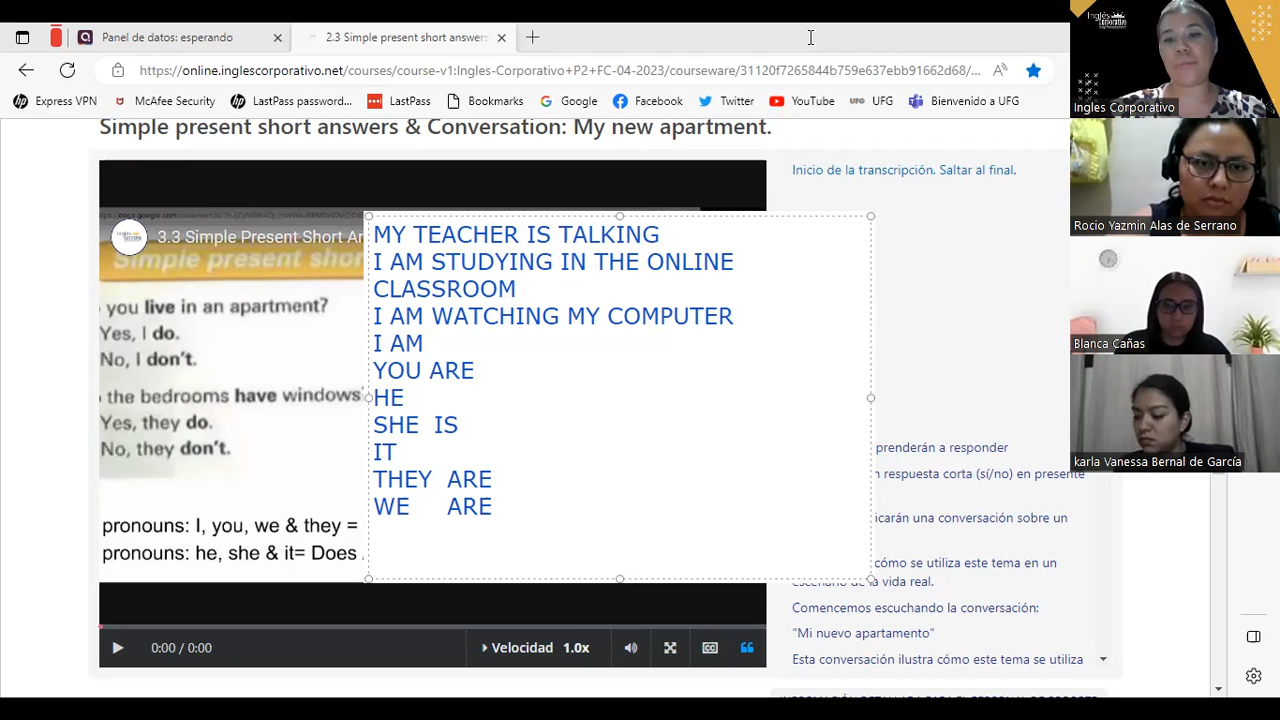 Panel de datos: esperando
2.3 Simple present short answers
https://online.inglescorporativo.net/courses/course-v1:Ingles-Corporativo+P2+FC-04-2023/courseware/31120f7265844b759e637ebb91662d68/...
Express VPN
McAfee Security
LastPass password...
LastPass
Bookmarks
Google
Facebook
Twitter
YouTube
UFG
Bienvenido a UFG
Simple present short answers & Conversation: My new apartment.
Inicio de la transcripción. Saltar al final.
3.3 Simple Present Short An
Simple present shor
you live in an apartment?
Yes, I do.
No, I don't.
the bedrooms have windows
Yes, they do.
No, they don't.
pronouns: I, you, we & they =
pronouns: he, she & it= Does
MY TEACHER IS TALKING
I AM STUDYING IN THE ONLINE
CLASSROOM
I AM WATCHING MY COMPUTER
I AM
YOU ARE
HE
SHE IS
IT
THEY ARE
WE ARE
prenderán a responder
respuesta corta (sí/no) en presente
icarán una conversación sobre un
cómo se utiliza este tema en un
escenario de la vida real.
Comencemos escuchando la conversación:
"Mi nuevo apartamento"
Esta conversación ilustra cómo este tema se utiliza
0:00 / 0:00
Velocidad 1.0x
Inglés
Corporativo
Ingles Corporativo
Rocio Yazmin Alas de Serrano
Blanca Cañas
karla Vanessa Bernal de García